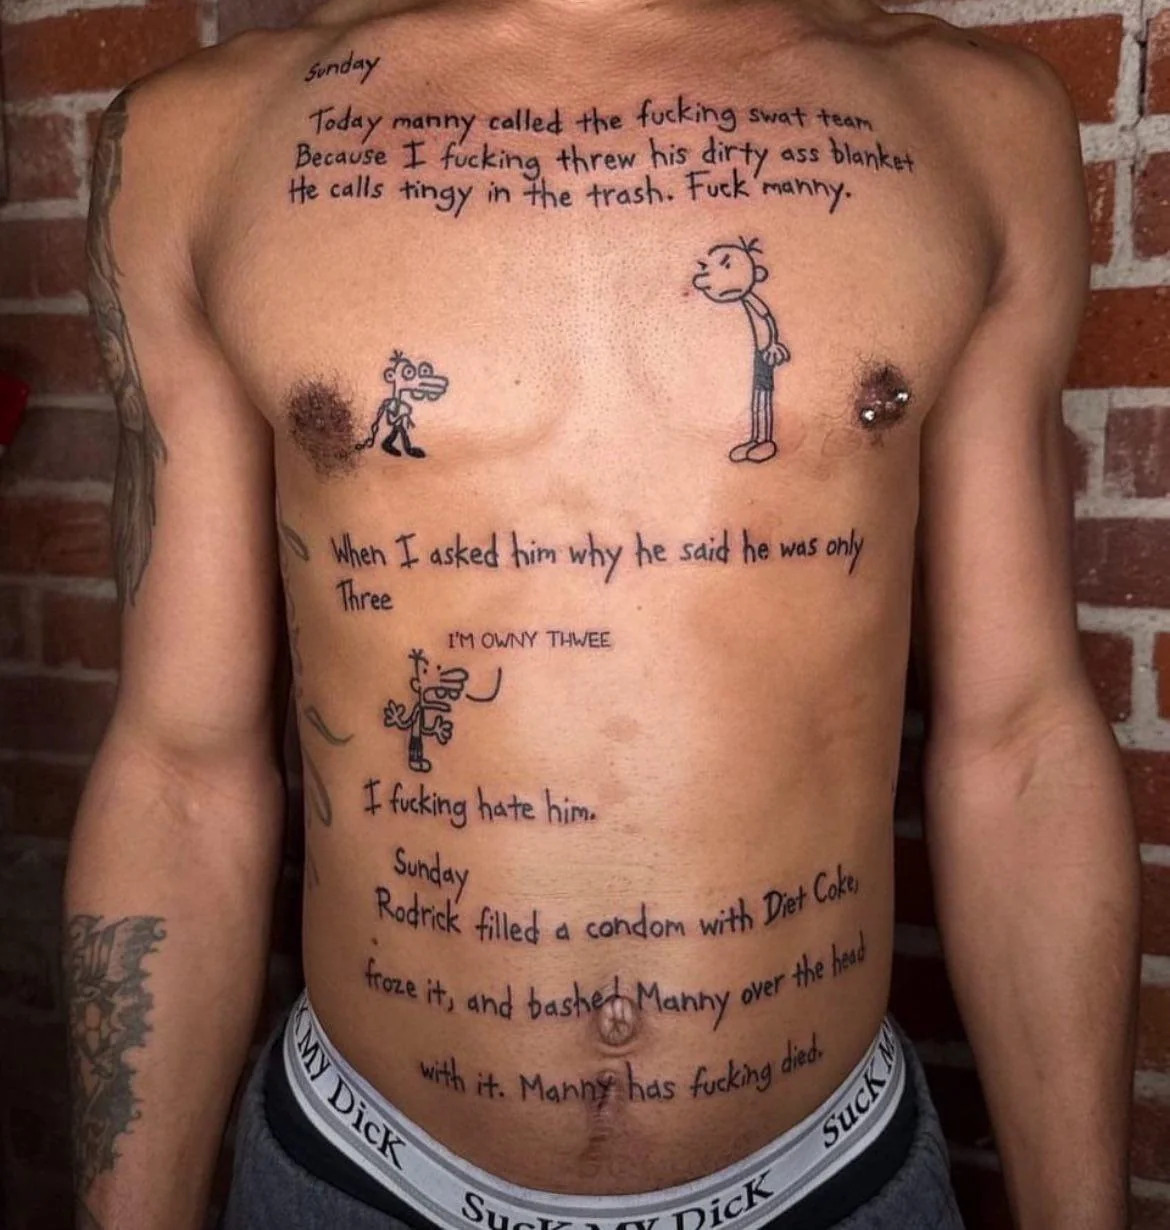 Sunday
Today manny called the fucking swat team
Because I fucking threw his dirty ass blanket
He calls tingy in the trash. Fuck manny.
When I asked him why he said he was only
Three
I'M OWNY THWEE
I fucking hate him.
Sunday
Rodrick filled a condom with Diet Coke,
froze it, and bashed Manny over the head
with it. Manny has fucking died.
K MY DicK
SucK MY DicK
SucK M